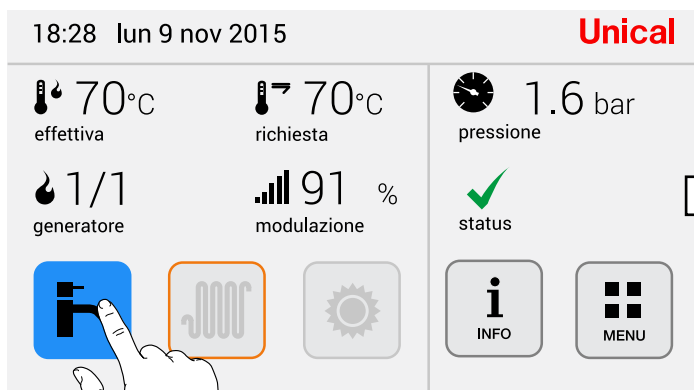 18:28 lun 9 nov 2015 Unical
70°C 70°C 1.6 bar
effettiva richiesta pressione
1/1 91 %
generatore modulazione status
INFO MENU